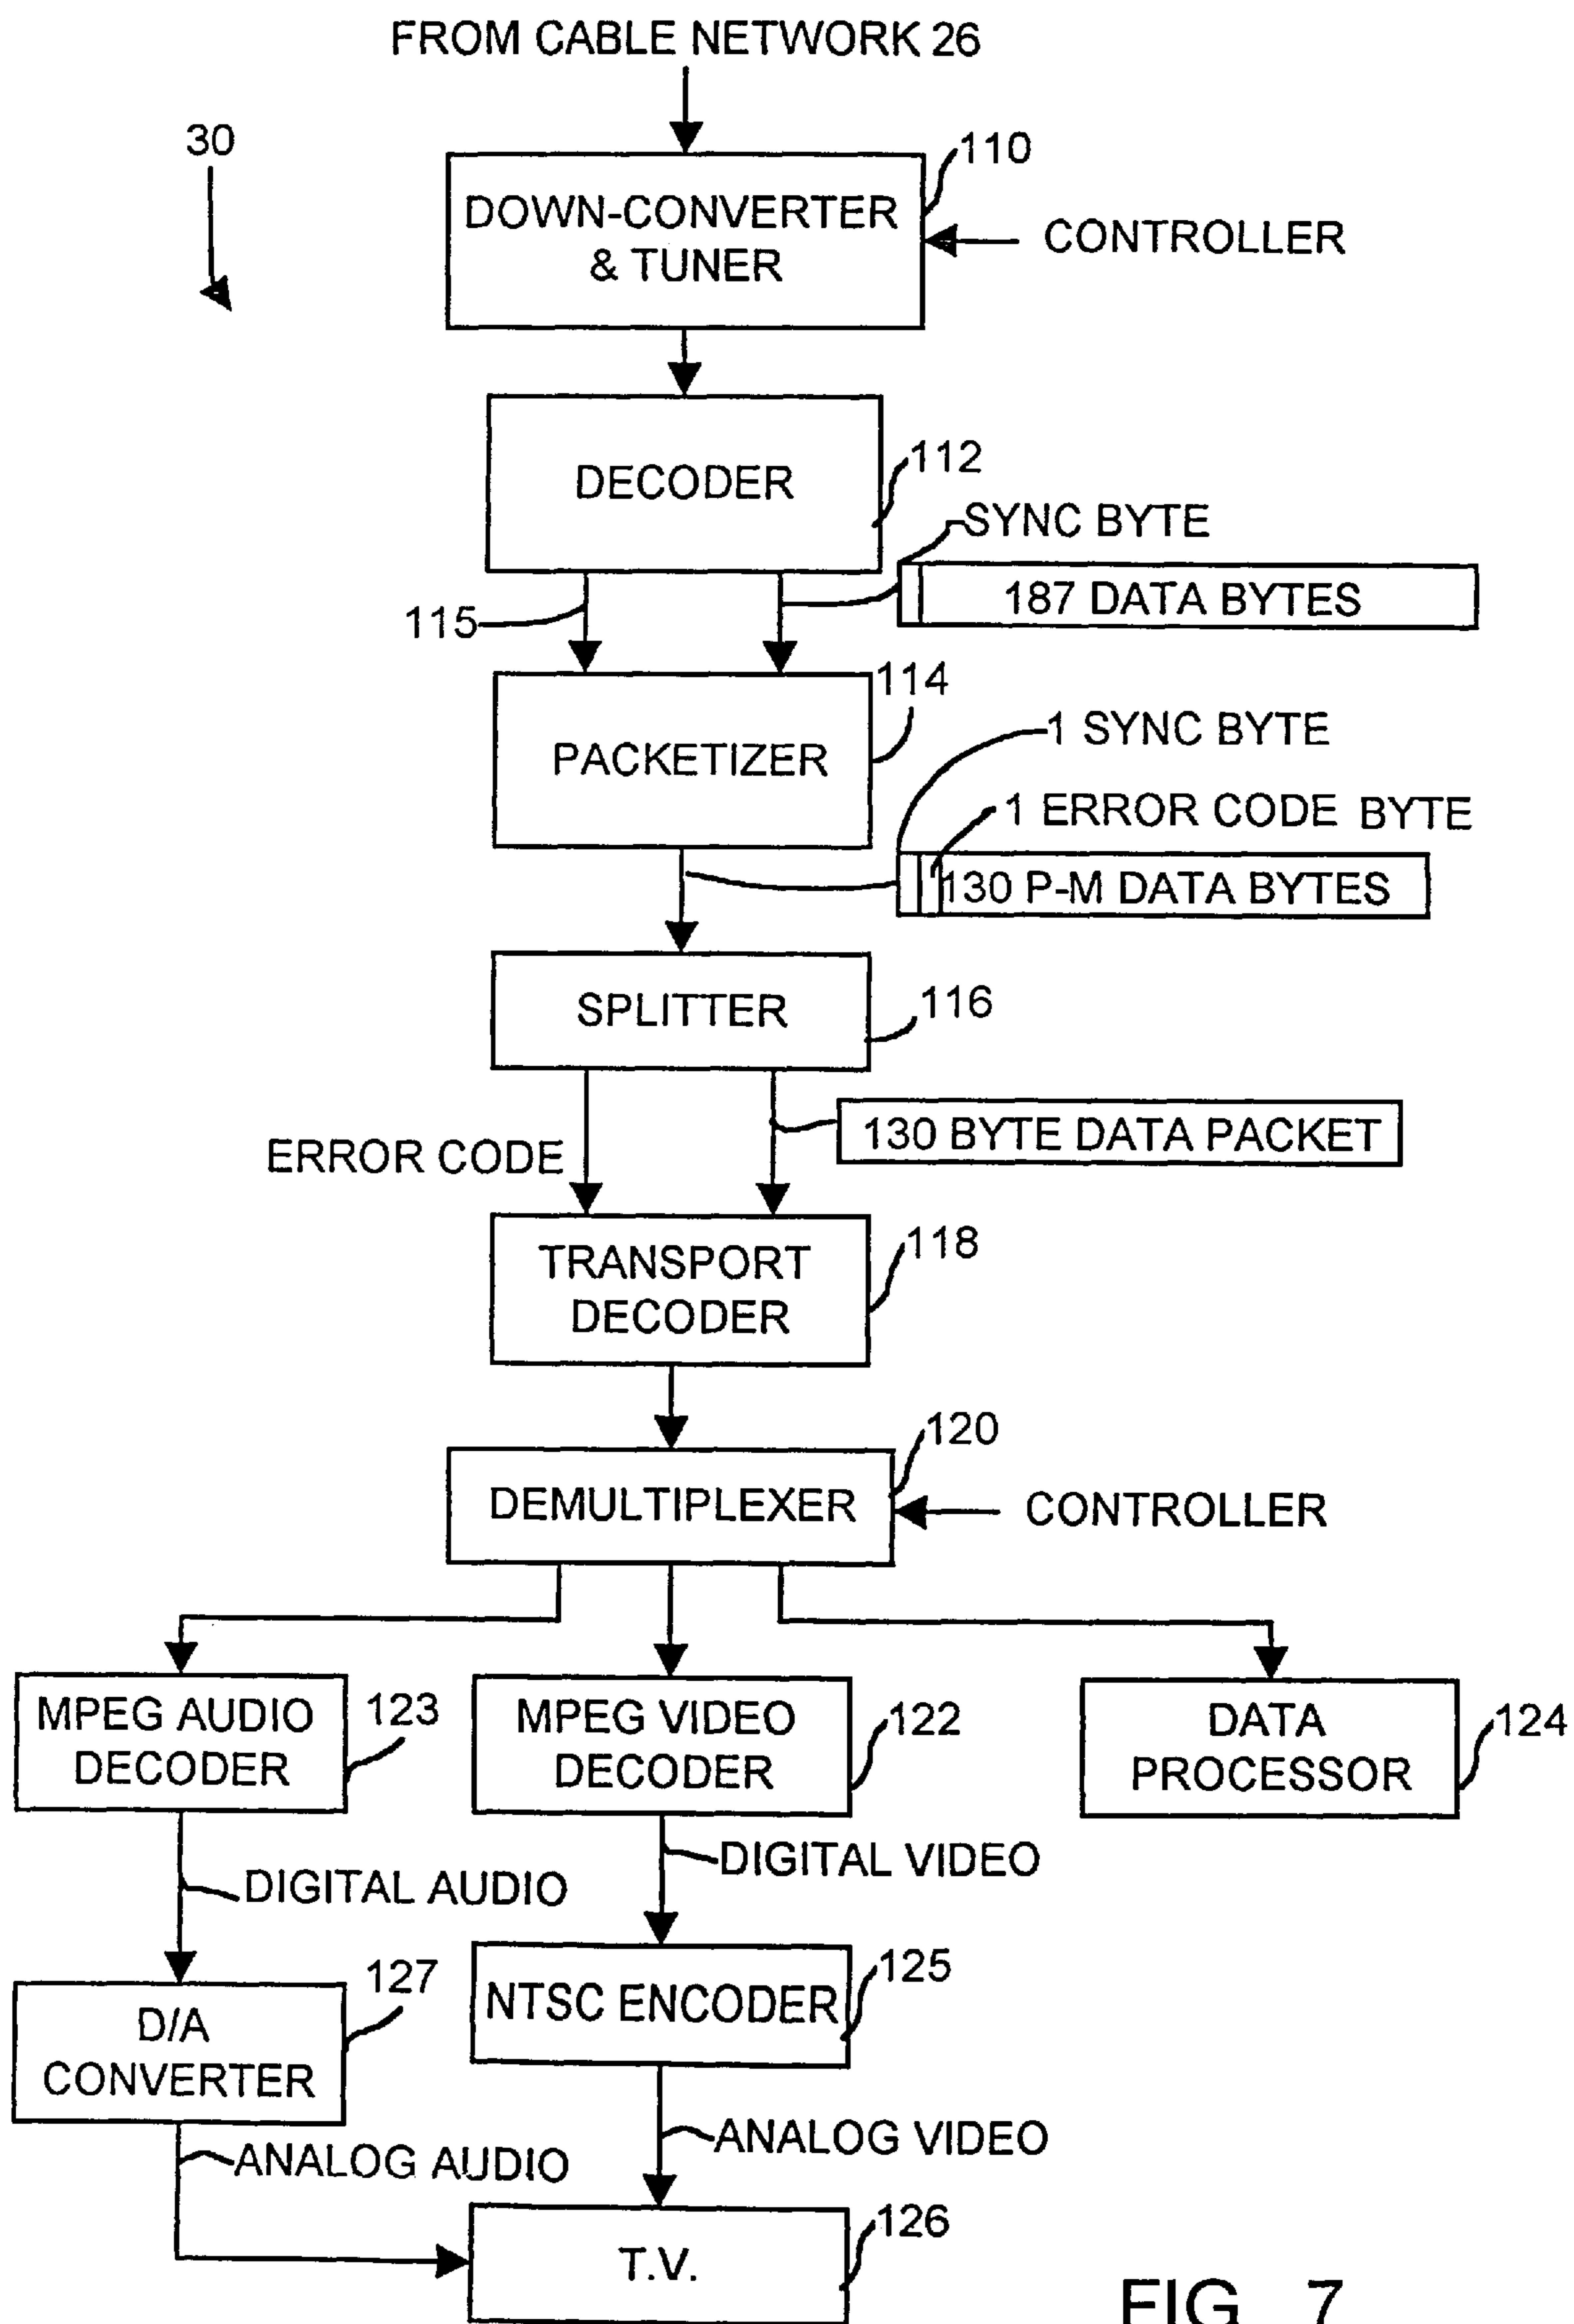 FROM CABLE NETWORK 26
30
110
DOWN-CONVERTER
& TUNER
CONTROLLER
DECODER
112
SYNC BYTE
187 DATA BYTES
115
114
PACKETIZER
1 SYNC BYTE
1 ERROR CODE BYTE
130 P-M DATA BYTES
SPLITTER
116
ERROR CODE
130 BYTE DATA PACKET
TRANSPORT
DECODER
118
120
DEMULTIPLEXER
CONTROLLER
MPEG AUDIO
DECODER
123
MPEG VIDEO
DECODER
122
DATA
PROCESSOR
124
DIGITAL AUDIO
DIGITAL VIDEO
D/A
CONVERTER
127
NTSC ENCODER
125
ANALOG AUDIO
ANALOG VIDEO
T.V.
126
FIG. 7